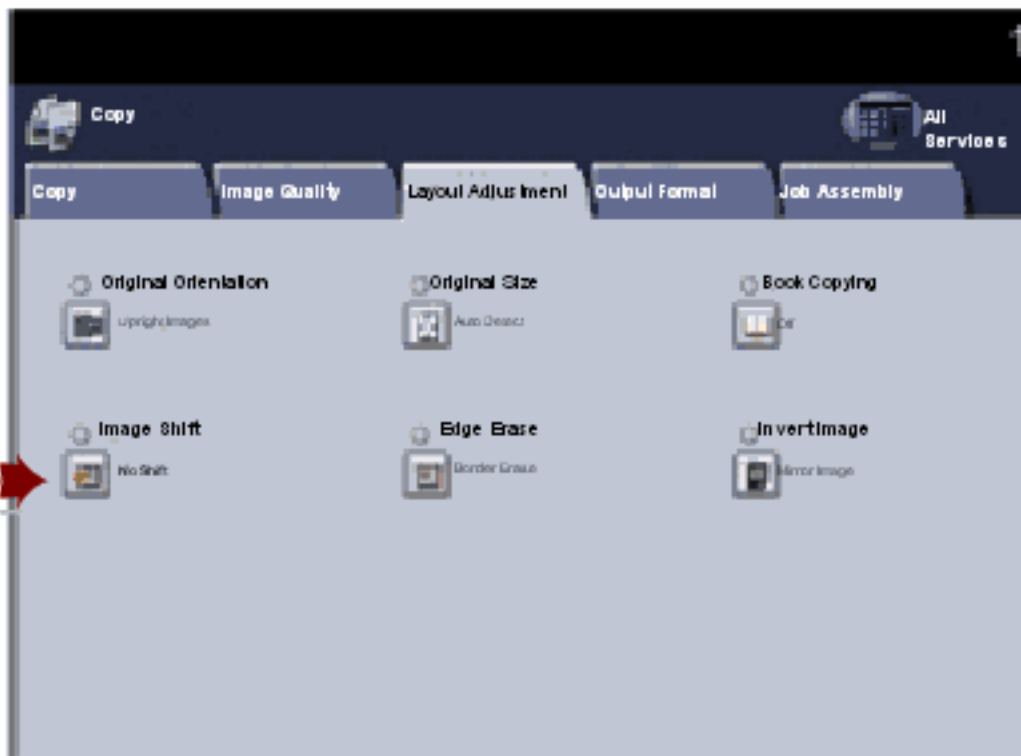 Copy
All
Services
Copy
Image Quality
Layout Adjustment
Output Format
Job Assembly
Original Orientation
Upright Images
Original Size
Auto Detect
Book Copying
Off
Image Shift
No Shift
Edge Erase
Border Erase
Invert Image
Mirror Image